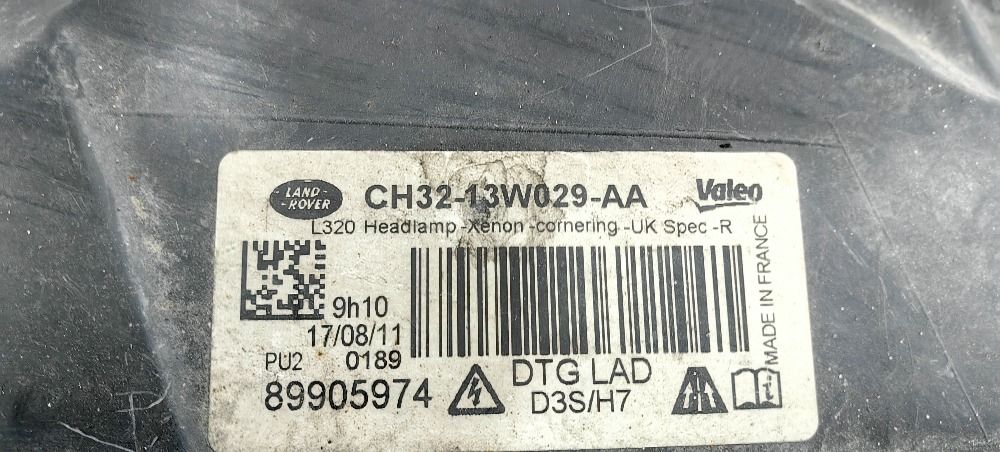 LAND-ROVER CH32-13W029-AA Valeo
L320 Headlamp -Xenon -cornering -UK Spec -R
MADE IN FRANCE
9h10
17/08/11
PU2 0189
89905974
DTG LAD
D3S/H7